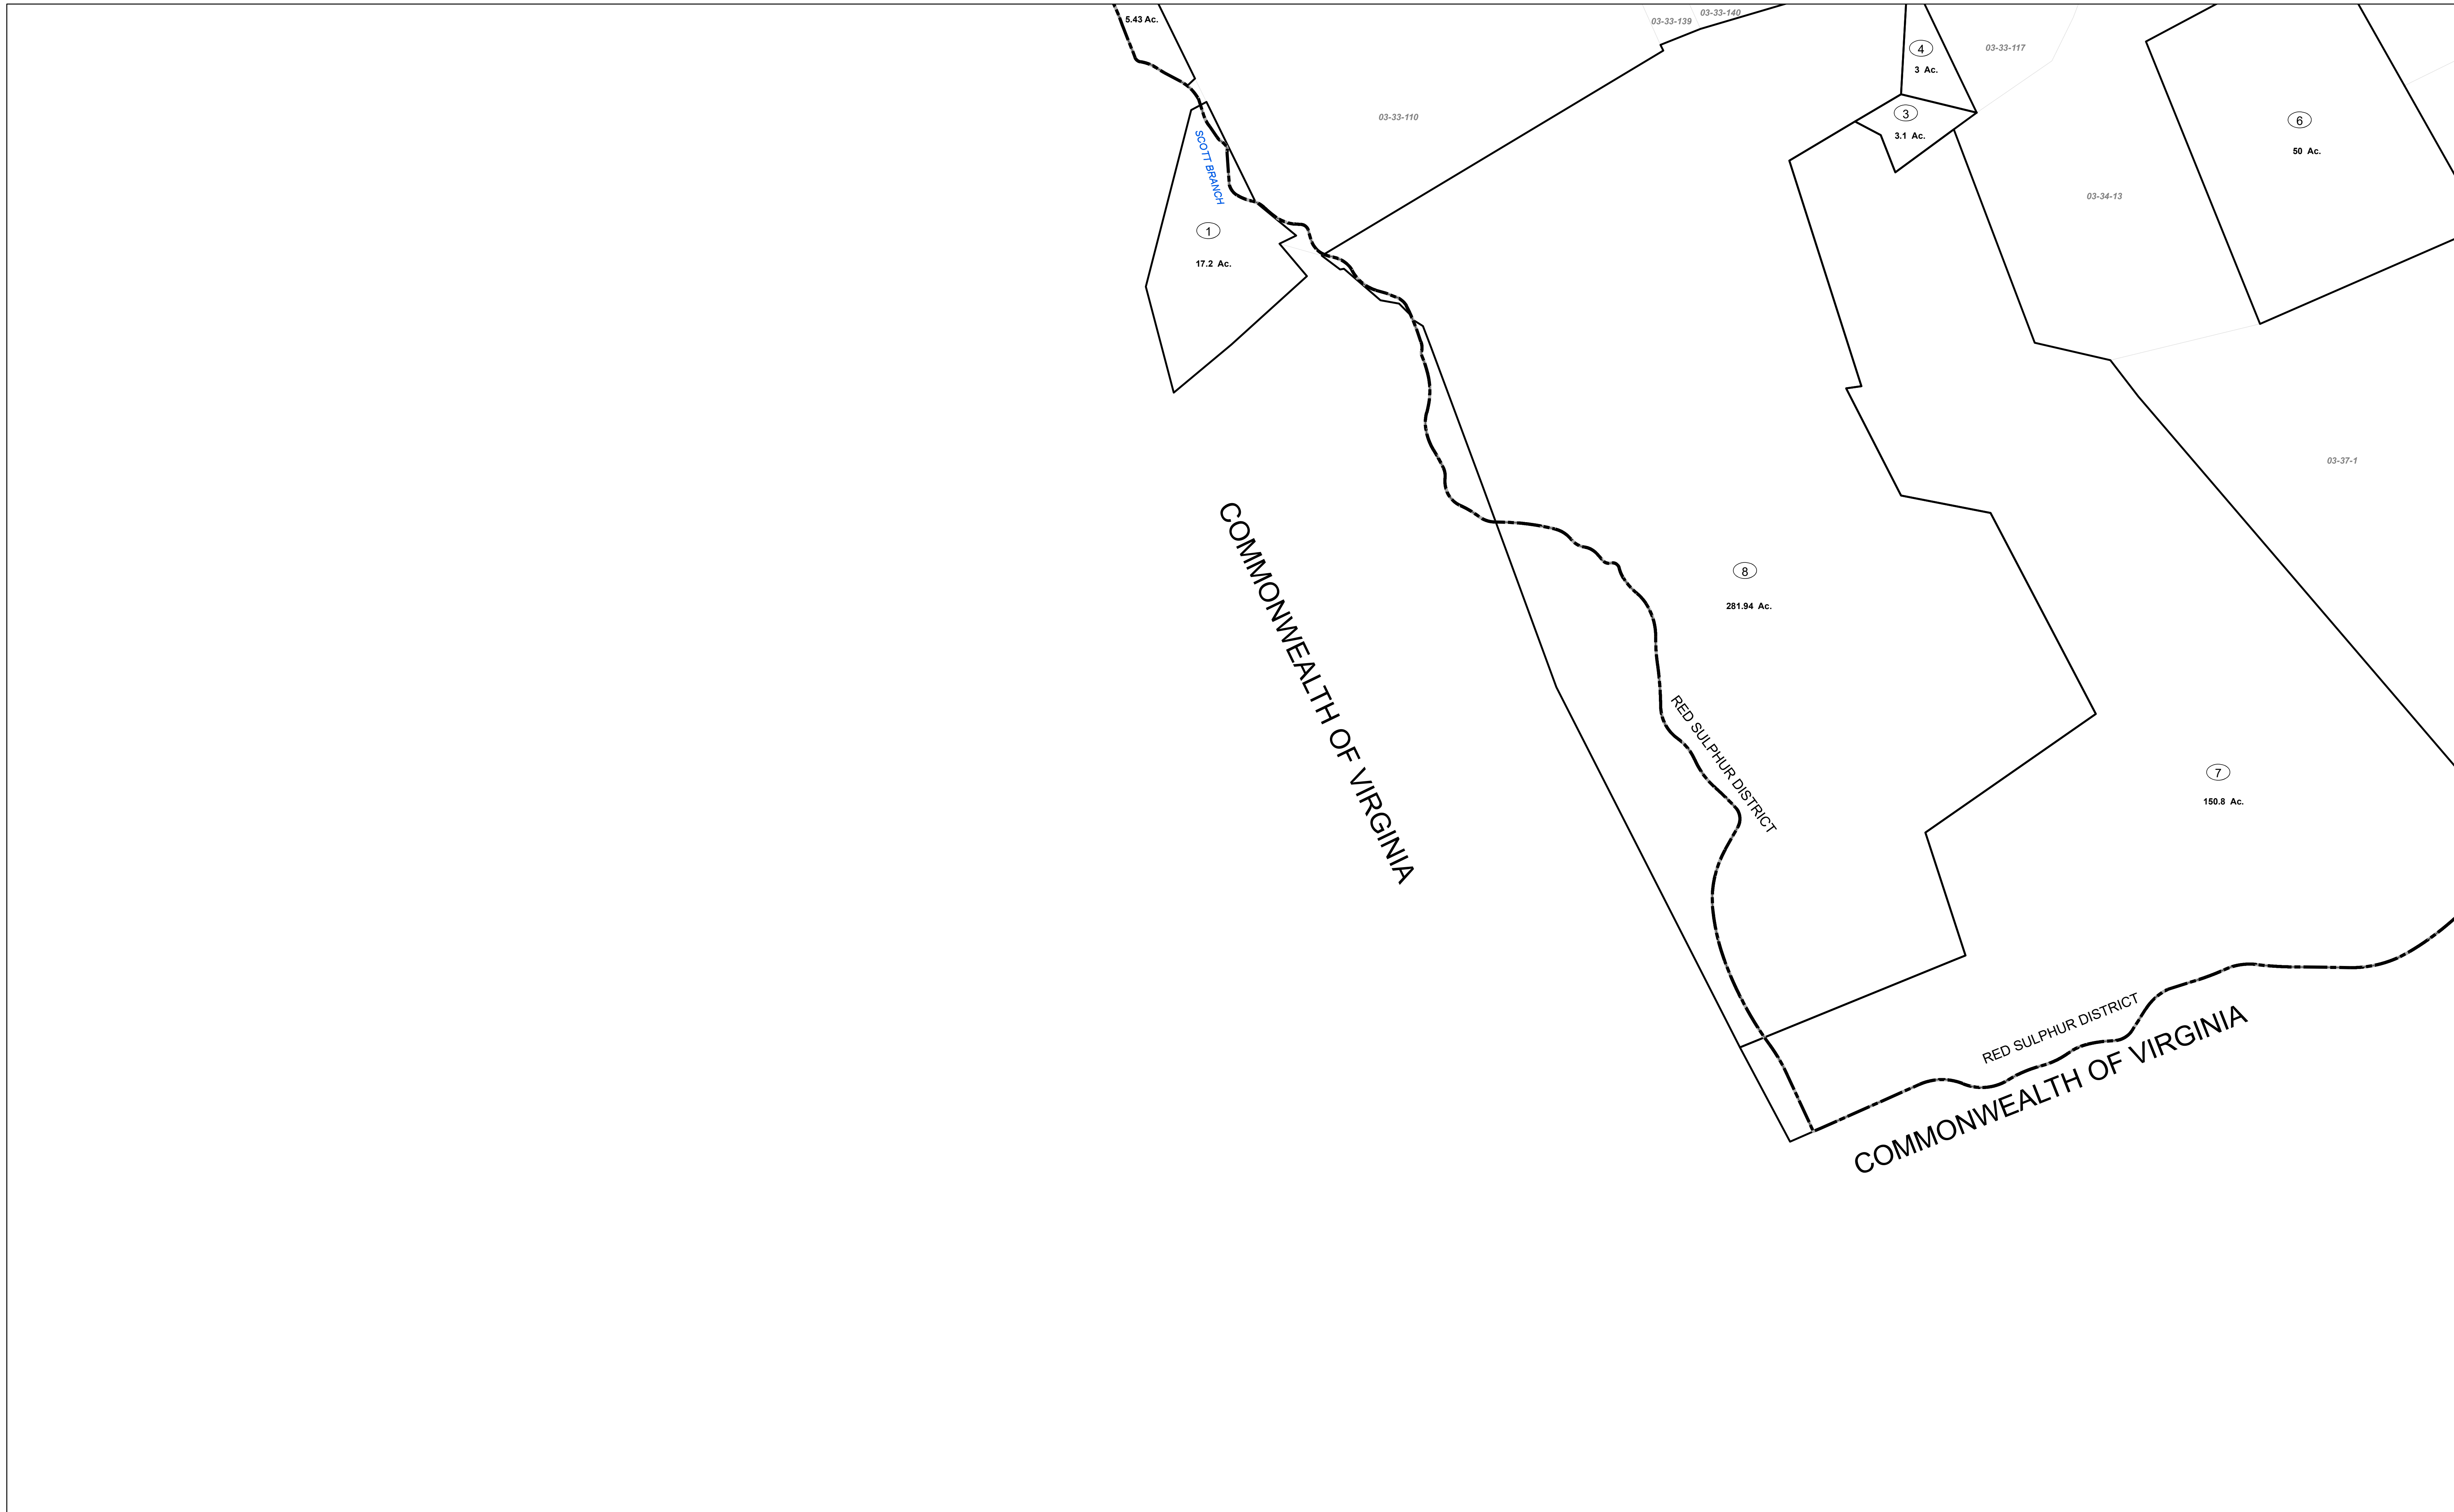 5.43 Ac.
03-33-139
03-33-140
4
3 Ac.
03-33-117
03-33-110
3
3.1 Ac.
6
50 Ac.
SCOTT BRANCH
03-34-13
1
17.2 Ac.
03-37-1
COMMONWEALTH OF VIRGINIA
8
281.94 Ac.
RED SULPHUR DISTRICT
7
150.8 Ac.
RED SULPHUR DISTRICT
COMMONWEALTH OF VIRGINIA